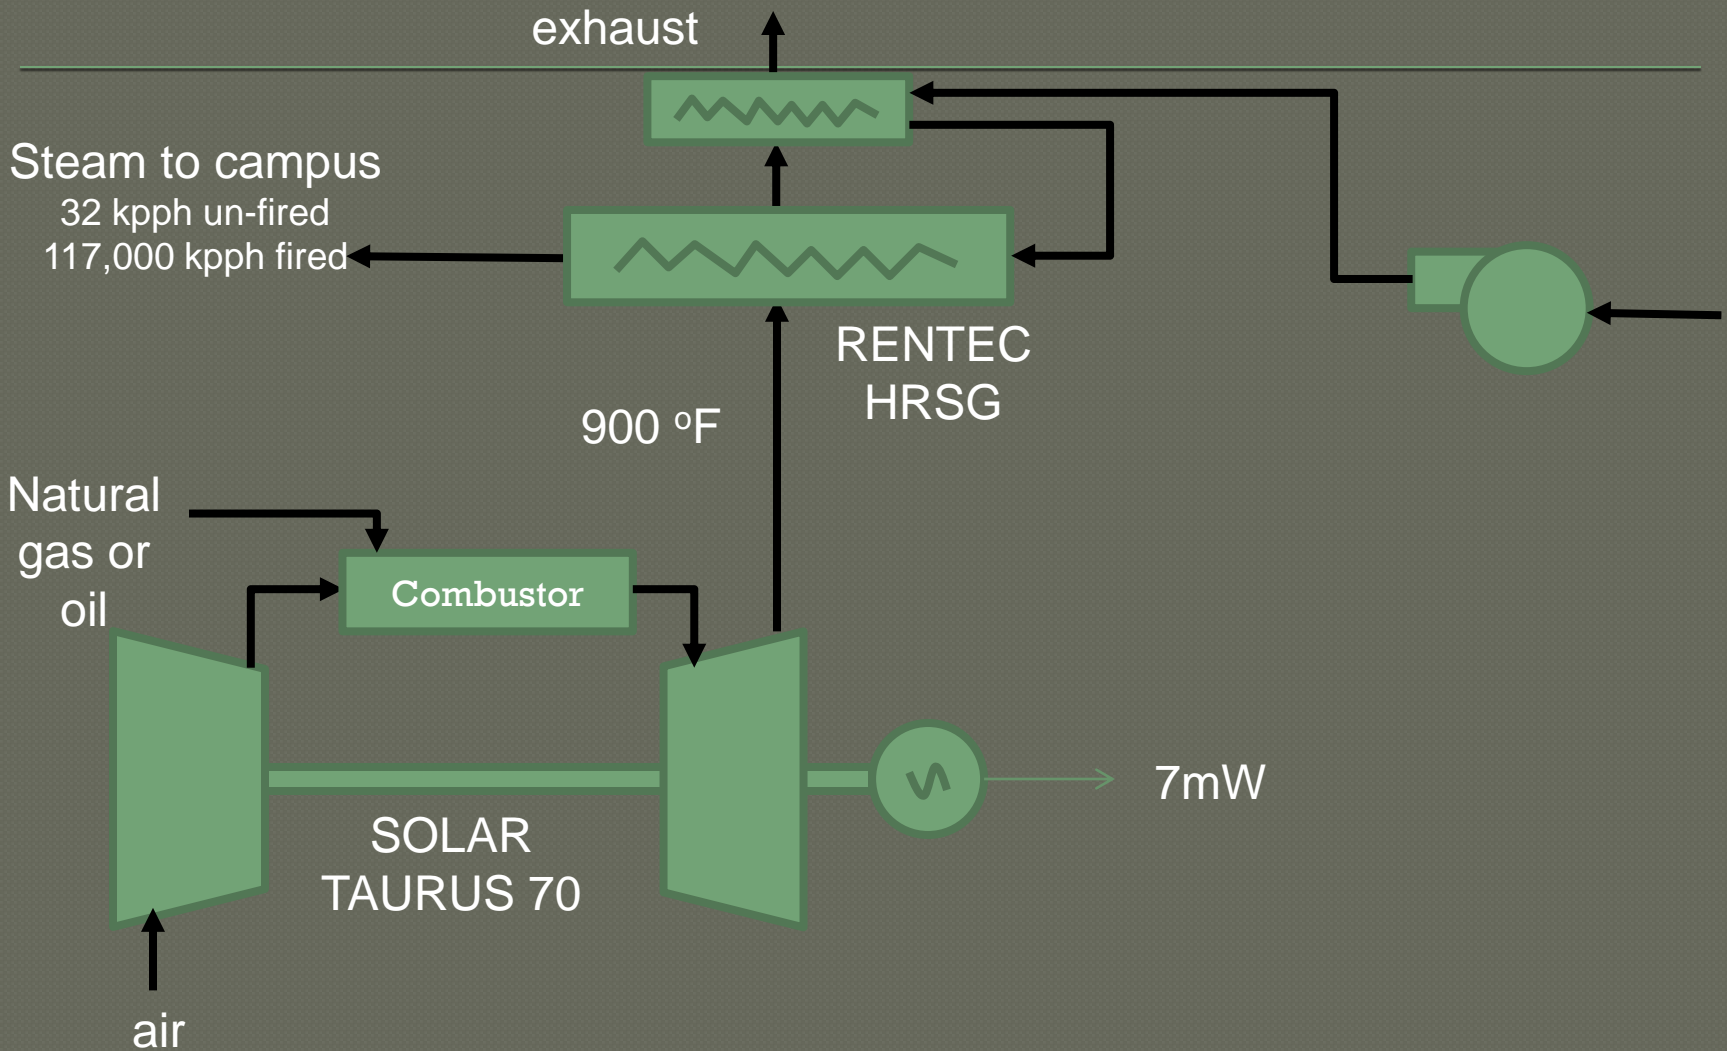 exhaust
Steam to campus
32 kpph un-fired
117,000 kpph fired
RENTEC
HRSG
900 ºF
Natural
gas or
oil
Combustor
7mW
SOLAR
TAURUS 70
air